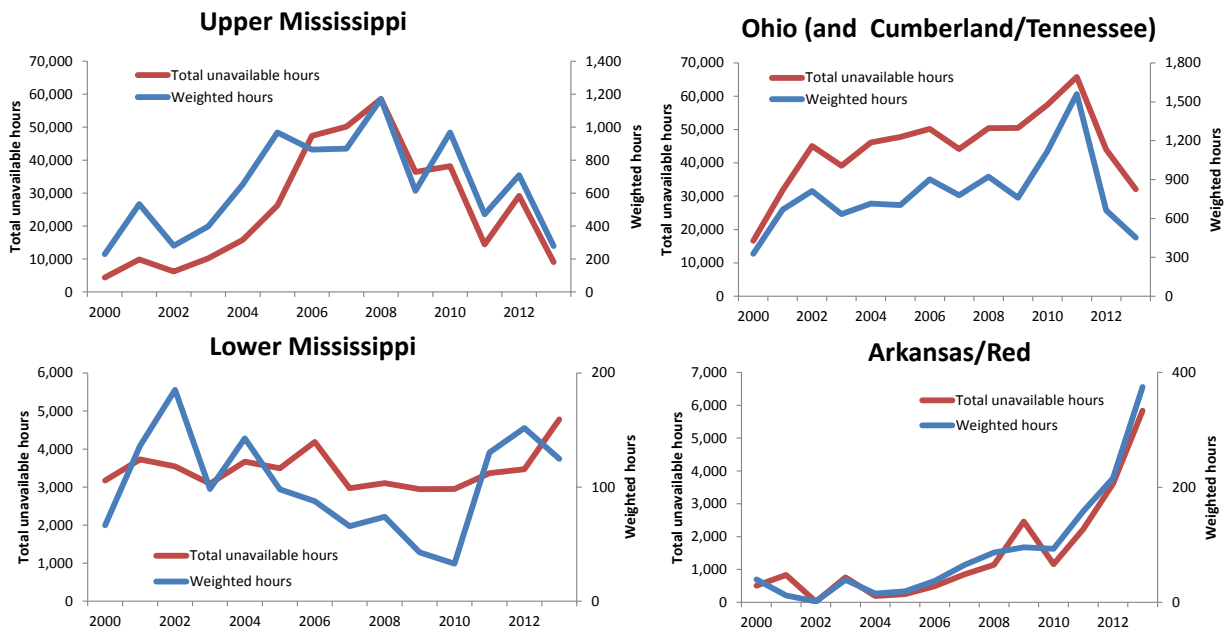 Upper Mississippi
70,000
60,000
50,000
40,000
30,000
20,000
10,000
0
Total unavailable hours
1,400
1,200
1,000
800
600
400
200
0
Weighted hours
Total unavailable hours
Weighted hours
2000 2002 2004 2006 2008 2010 2012
Ohio (and Cumberland/Tennessee)
70,000
60,000
50,000
40,000
30,000
20,000
10,000
0
Total unavailable hours
1,800
1,500
1,200
900
600
300
0
Weighted hours
Total unavailable hours
Weighted hours
2000 2002 2004 2006 2008 2010 2012
Lower Mississippi
6,000
5,000
4,000
3,000
2,000
1,000
0
Total unavailable hours
200
100
0
Weighted hours
Total unavailable hours
Weighted hours
2000 2002 2004 2006 2008 2010 2012
Arkansas/Red
7,000
6,000
5,000
4,000
3,000
2,000
1,000
0
Total unavailable hours
400
200
0
Weighted hours
Total unavailable hours
Weighted hours
2000 2002 2004 2006 2008 2010 2012